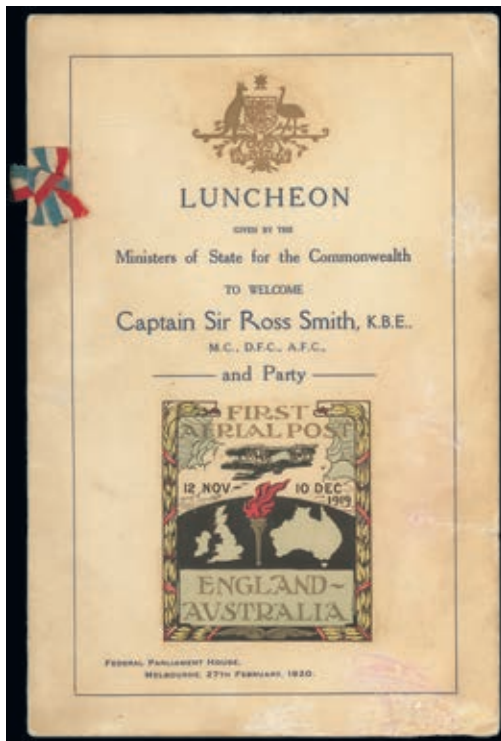 LUNCHEON
GIVEN BY THE
Ministers of State for the Commonwealth
TO WELCOME
Captain Sir Ross Smith, K.B.E.,
M.C., D.F.C., A.F.C.,
and Party
FIRST
AERIAL POST
12 NOV– 10 DEC
1919
ENGLAND~
AUSTRALIA
FEDERAL PARLIAMENT HOUSE,
MELBOURNE, 27TH FEBRUARY, 1920.